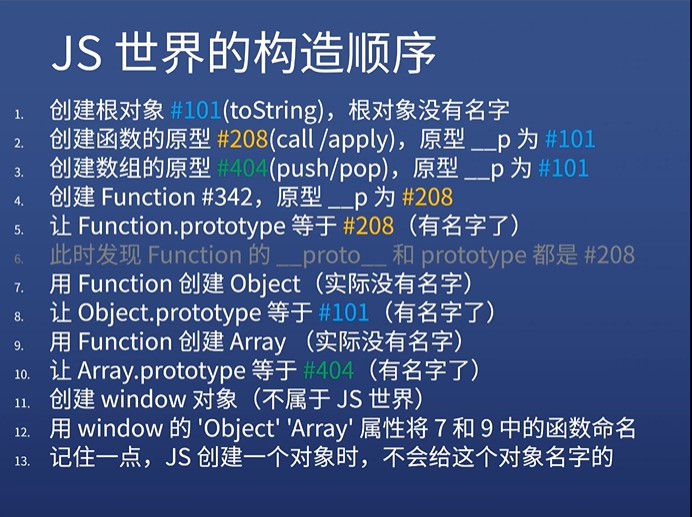 JS 世界的构造顺序
1. 创建根对象 #101(toString)，根对象没有名字
2. 创建函数的原型 #208(call /apply)，原型 __p 为 #101
3. 创建数组的原型 #404(push/pop)，原型 __p 为 #101
4. 创建 Function #342，原型 __p 为 #208
5. 让 Function.prototype 等于 #208（有名字了）
6. 此时发现 Function 的 __proto__ 和 prototype 都是 #208
7. 用 Function 创建 Object（实际没有名字）
8. 让 Object.prototype 等于 #101（有名字了）
9. 用 Function 创建 Array （实际没有名字）
10. 让 Array.prototype 等于 #404（有名字了）
11. 创建 window 对象（不属于 JS 世界）
12. 用 window 的 'Object' 'Array' 属性将 7 和 9 中的函数命名
13. 记住一点，JS 创建一个对象时，不会给这个对象名字的